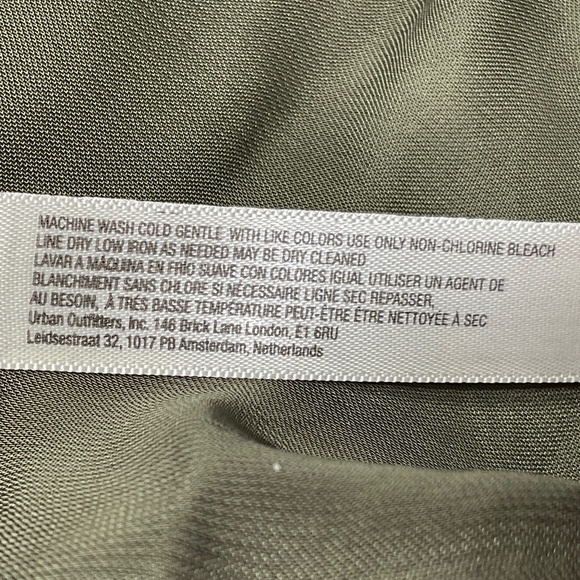 MACHINE WASH COLD GENTLE WITH LIKE COLORS USE ONLY NON-CHLORINE BLEACH
LINE DRY LOW IRON AS NEEDED MAY BE DRY CLEANED
LAVAR A MÁQUINA EN FRÍO SUAVE CON COLORES IGUAL UTILISER UN AGENT DE
BLANCHIMENT SANS CHLORE SI NÉCESSAIRE LIGNE SEC REPASSER,
AU BESOIN, À TRÈS BASSE TEMPÉRATURE PEUT-ÊTRE ÊTRE NETTOYÉE À SEC
Urban Outfitters, Inc. 146 Brick Lane London, E1 6RU
Leidsestraat 32, 1017 PB Amsterdam, Netherlands